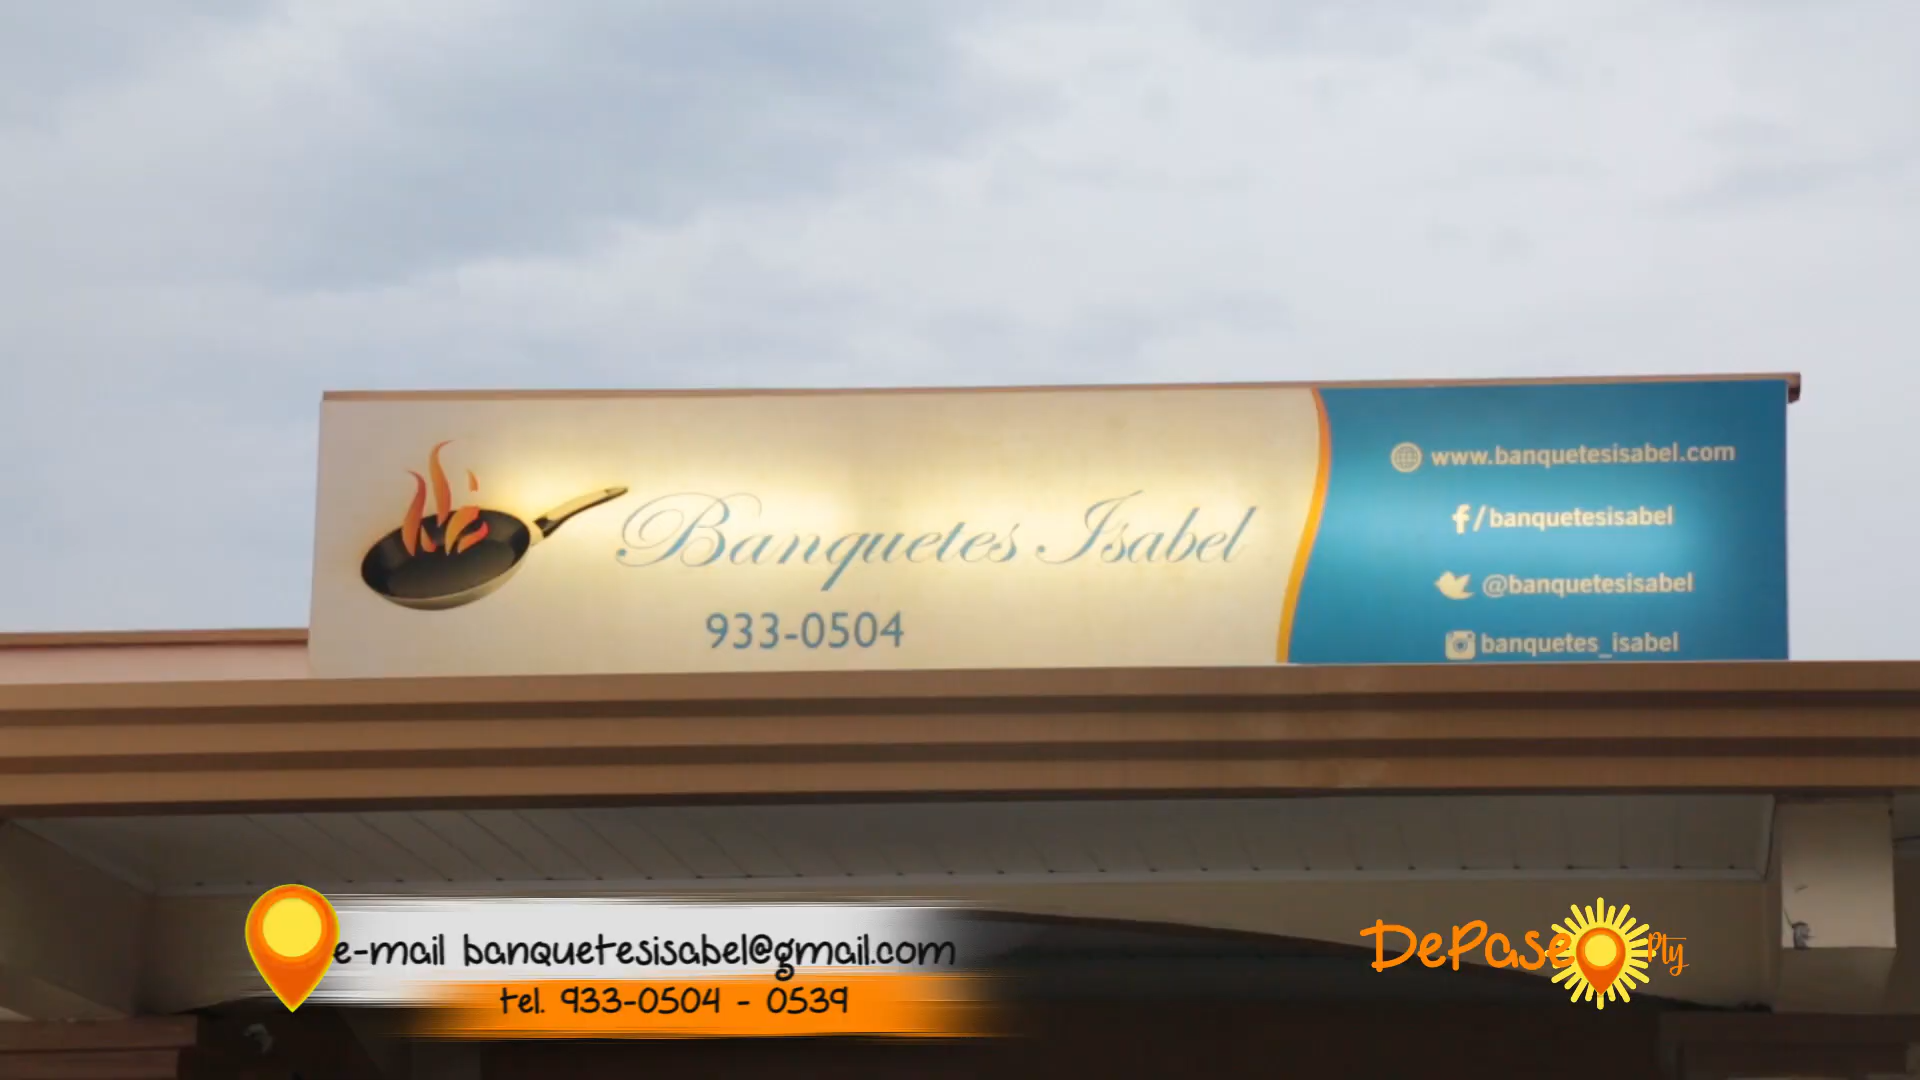 Banquetes Isabel
933-0504
www.banquetesisabel.com
f/banquetesisabel
@banquetesisabel
banquetes_isabel
e-mail banquetesisabel@gmail.com
tel. 933-0504 - 0539
DePaseo Pty